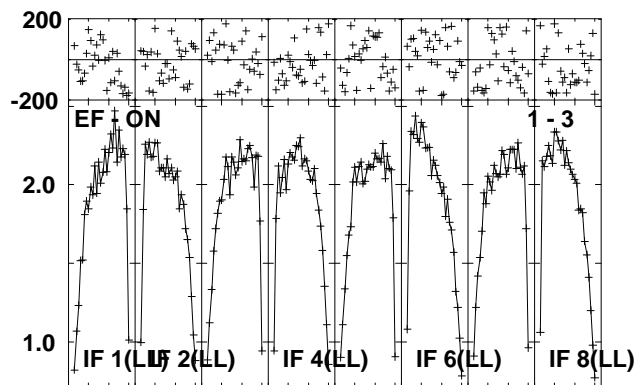 200
-200
EF - ON 1 - 3
2.0
1.0
IF 1(LL) IF 2(LL) IF 4(LL) IF 6(LL) IF 8(LL)